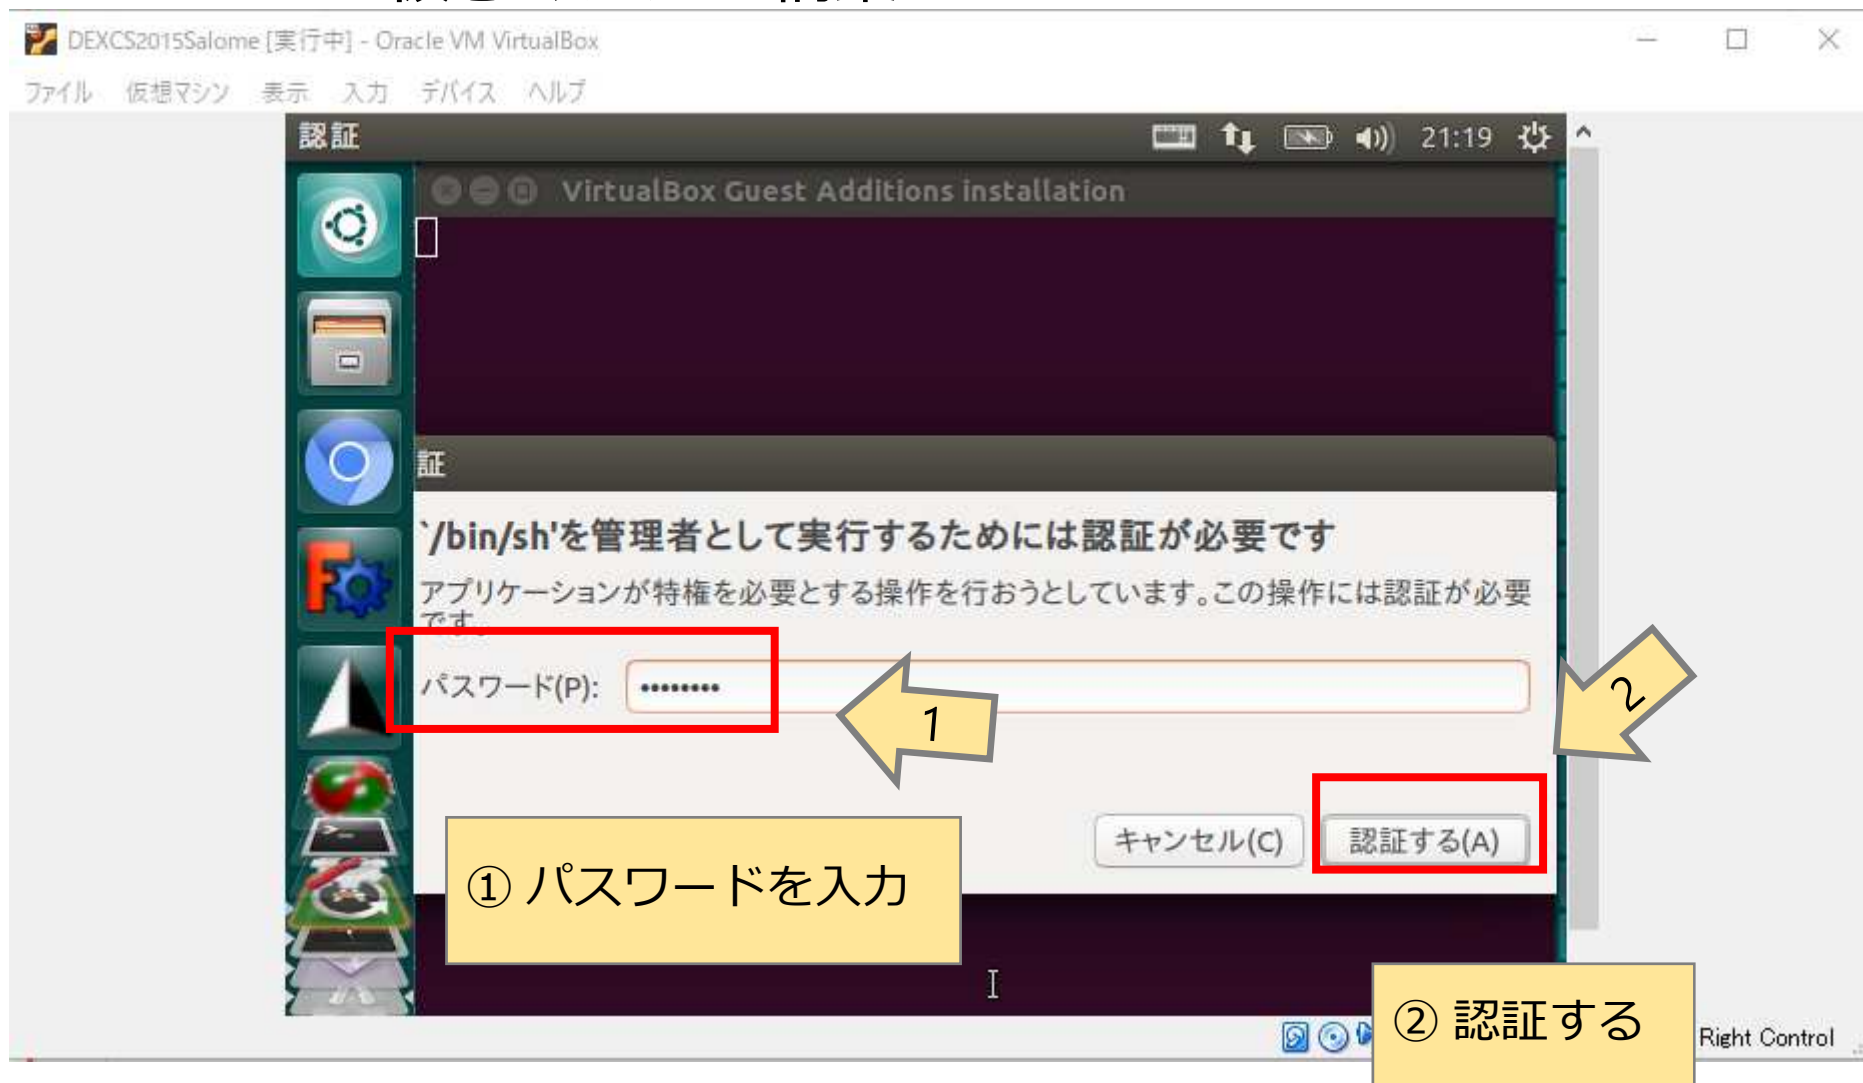 DEXCS2015Salome [実行中] - Oracle VM VirtualBox
ファイル 仮想マシン 表示 入力 デバイス ヘルプ
認証 21:19
VirtualBox Guest Additions installation
証
`/bin/sh'を管理者として実行するためには認証が必要です
アプリケーションが特権を必要とする操作を行おうとしています。この操作には認証が必要
です。
パスワード(P): ••••••••
1
2
キャンセル(C) 認証する(A)
① パスワードを入力
② 認証する
Right Control